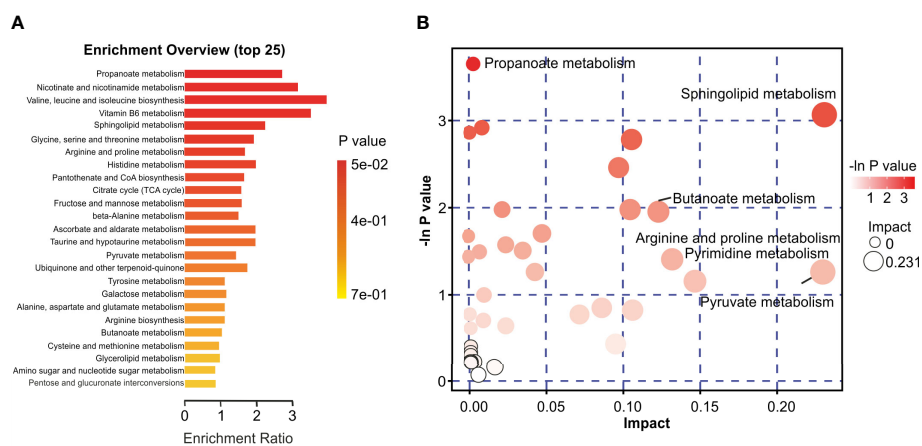 A
Enrichment Overview (top 25)
Propanoate metabolism
Nicotinate and nicotinamide metabolism
Valine, leucine and isoleucine biosynthesis
Vitamin B6 metabolism
Sphingolipid metabolism
Glycine, serine and threonine metabolism
Arginine and proline metabolism
Histidine metabolism
Pantothenate and CoA biosynthesis
Citrate cycle (TCA cycle)
Fructose and mannose metabolism
beta-Alanine metabolism
Ascorbate and aldarate metabolism
Taurine and hypotaurine metabolism
Pyruvate metabolism
Ubiquinone and other terpenoid-quinone
Tyrosine metabolism
Galactose metabolism
Alanine, aspartate and glutamate metabolism
Arginine biosynthesis
Butanoate metabolism
Cysteine and methionine metabolism
Glycerolipid metabolism
Amino sugar and nucleotide sugar metabolism
Pentose and glucuronate interconversions
0 1 2 3
Enrichment Ratio
P value
5e-02
4e-01
7e-01
B
-ln P value
3
2
1
0
Propanoate metabolism
Sphingolipid metabolism
Butanoate metabolism
Arginine and proline metabolism
Pyrimidine metabolism
Pyruvate metabolism
0.00 0.05 0.10 0.15 0.20
Impact
-ln P value
1 2 3
Impact
0
0.231